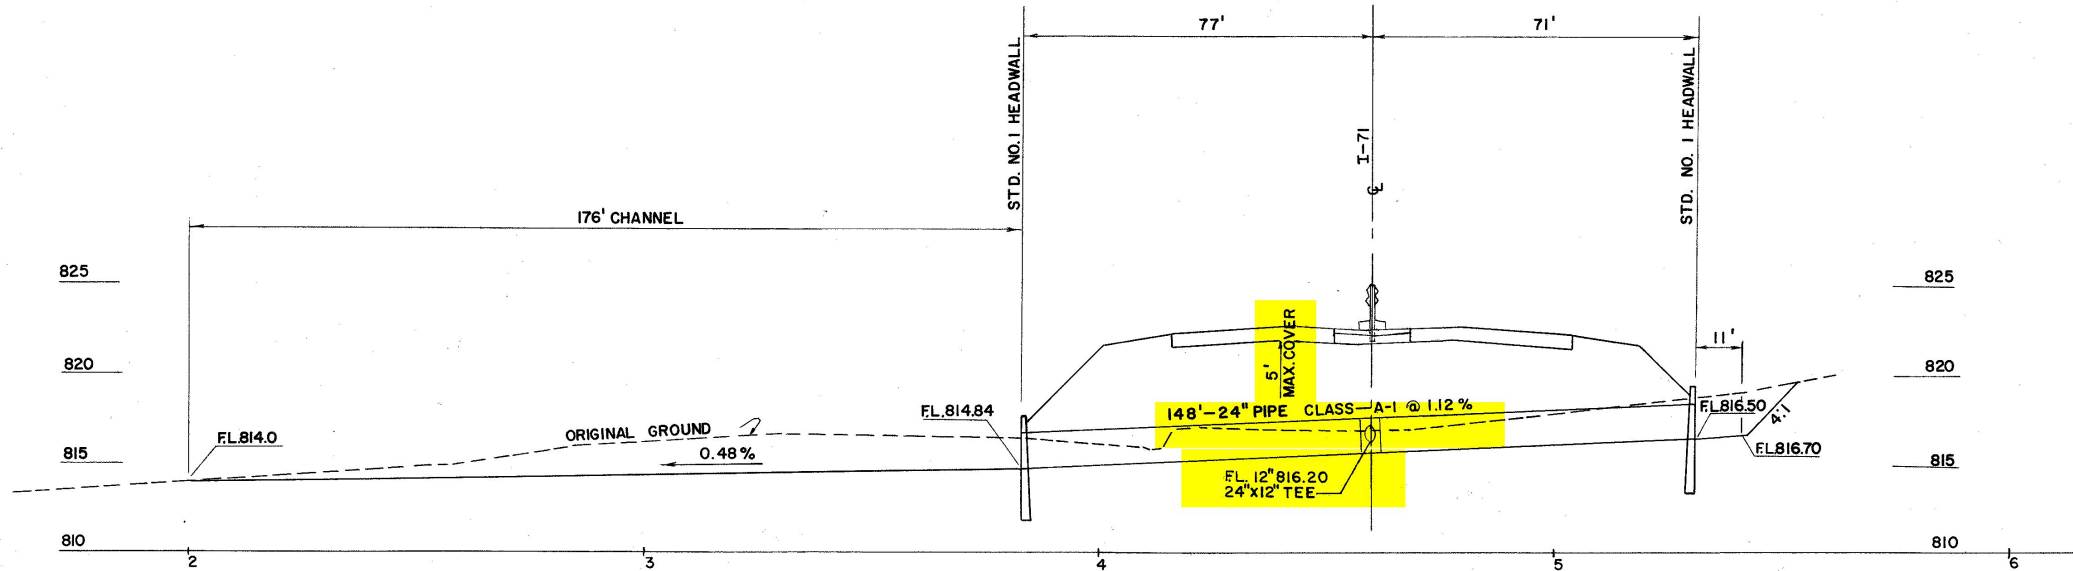 77'
71'
STD. NO. 1 HEADWALL
I-71
℄
STD. NO. 1 HEADWALL
176' CHANNEL
825
825
820
11'
820
5'
MAX. COVER
148'-24" PIPE CLASS-A-1 @ 1.12%
F.L.814.84
F.L.816.50
4:1
F.L.814.0
ORIGINAL GROUND
0.48%
F.L.816.70
815
815
F.L. 12" 816.20
24"X12" TEE
810
810
2
3
4
5
6